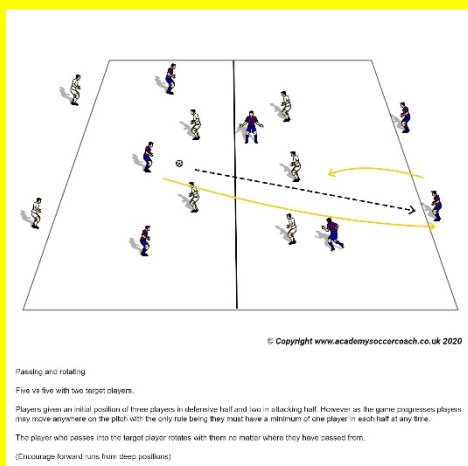 © Copyright www.academysoccercoach.co.uk 2020
Passing and rotating
Five vs five with two target players.
Players given an initial position of three players in defensive half and two in attacking half. However as the game progresses players
may move anywhere on the pitch with the only rule being they must have a minimum of one player in each half at any time.
The player who passes into the target player rotates with them no matter where they have passed from.
(Encourage forward runs from deep positions)